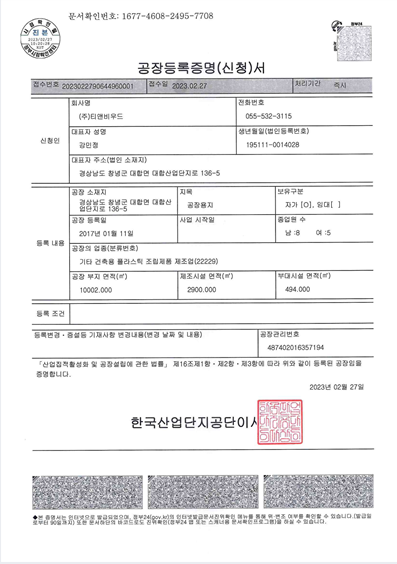 문서확인번호: 1677-4608-2495-7708
진본
2023/02/27
정부24
공장등록증명(신청)서
접수번호 2023022790644960001 접수일 2023.02.27 처리기간 즉시
신청인
회사명 전화번호
(주)티앤비우드 055-532-3115
대표자 성명 생년월일(법인등록번호)
강민정 195111-0014028
대표자 주소(법인 소재지)
경상남도 창녕군 대합면 대합산업단지로 136-5
등록 내용
공장 소재지 지목 보유구분
경상남도 창녕군 대합면 대합산
업단지로 136-5 공장용지 자가 [O], 임대[ ]
공장 등록일 사업 시작일 종업원 수
2017년 01월 11일 남 :8 여 :5
공장의 업종(분류번호)
기타 건축용 플라스틱 조립제품 제조업(22229)
공장 부지 면적(㎡) 제조시설 면적(㎡) 부대시설 면적(㎡)
10002.000 2900.000 494.000
등록 조건
등록변경ㆍ증설등 기재사항 변경내용(변경 날짜 및 내용) 공장관리번호
487402016357194
「산업집적활성화 및 공장설립에 관한 법률」 제16조제1항ㆍ제2항ㆍ제3항에 따라 위와 같이 등록된 공장임을
증명합니다.
2023년 02월 27일
한국산업단지공단이사
◆본 증명서는 인터넷으로 발급되었으며, 정부24(gov.kr)의 인터넷발급문서진위확인 메뉴를 통해 위ㆍ변조 여부를 확인할 수 있습니다.(발급일
로부터 90일까지) 또한 문서하단의 바코드로도 진위확인(정부24 앱 또는 스캐너용 문서확인프로그램)을 하실 수 있습니다.